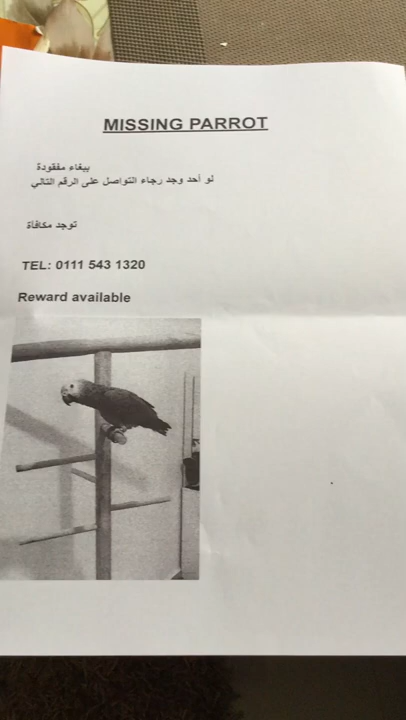 MISSING PARROT
ببغاء مفقودة
لو أحد وجد رجاء التواصل على الرقم التالي
توجد مكافأة
TEL: 0111 543 1320
Reward available